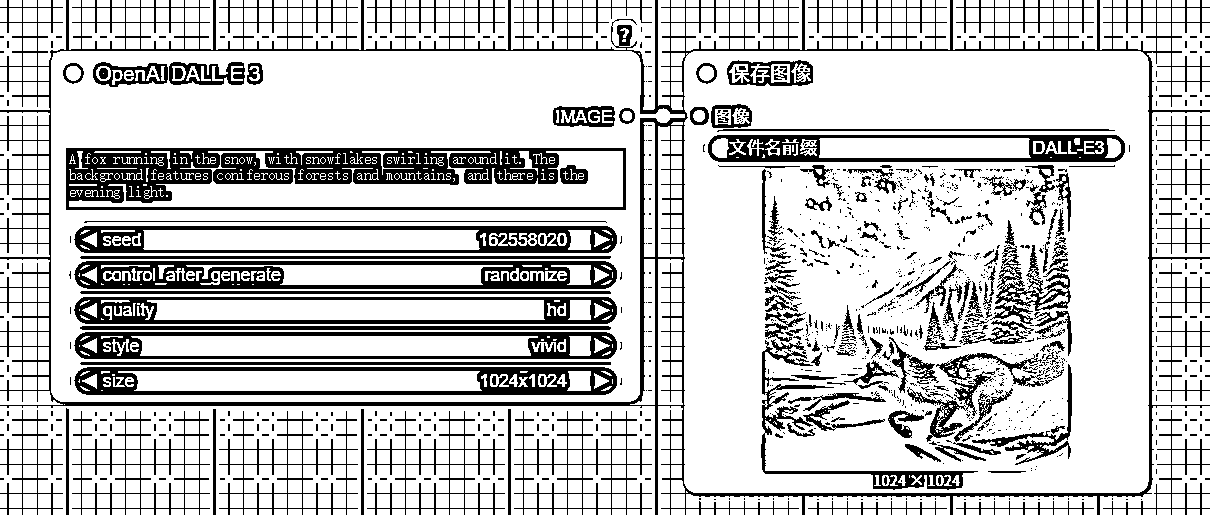 ?
OpenAI DALL·E 3
IMAGE
A fox running in the snow, with snowflakes swirling around it. The
background features coniferous forests and mountains, and there is the
evening light.
seed 162558020
control_after_generate randomize
quality hd
style vivid
size 1024x1024
保存图像
图像
文件名前缀 DALL·E3
1024 × 1024